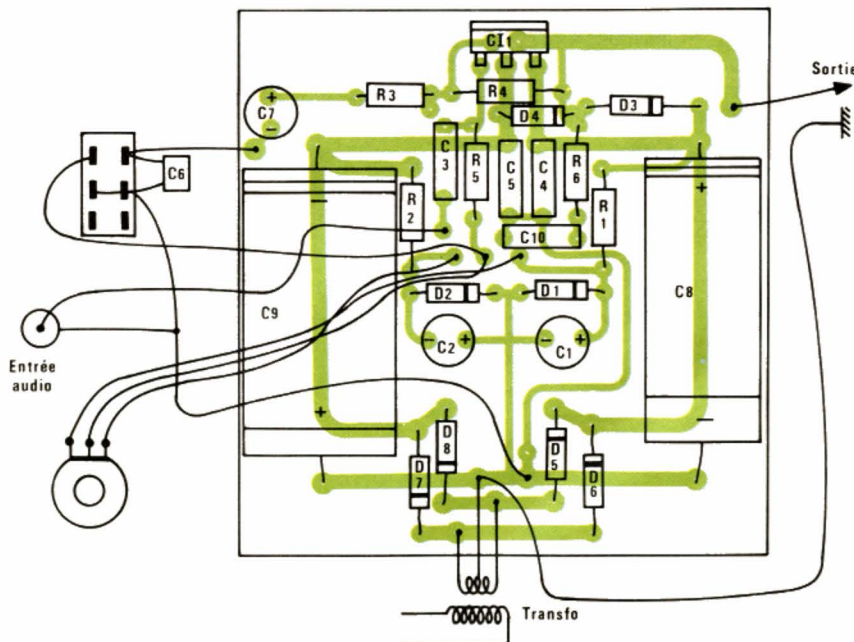 CI1
Sortie
R3
R4
D3
D4
+
C7
−
C3
R5
C5
C4
R6
C6
−
+
R2
R1
C10
D2
D1
C9
C8
− C2 +
− C1 +
Entrée
audio
+
−
D8
D5
D7
D6
Transfo